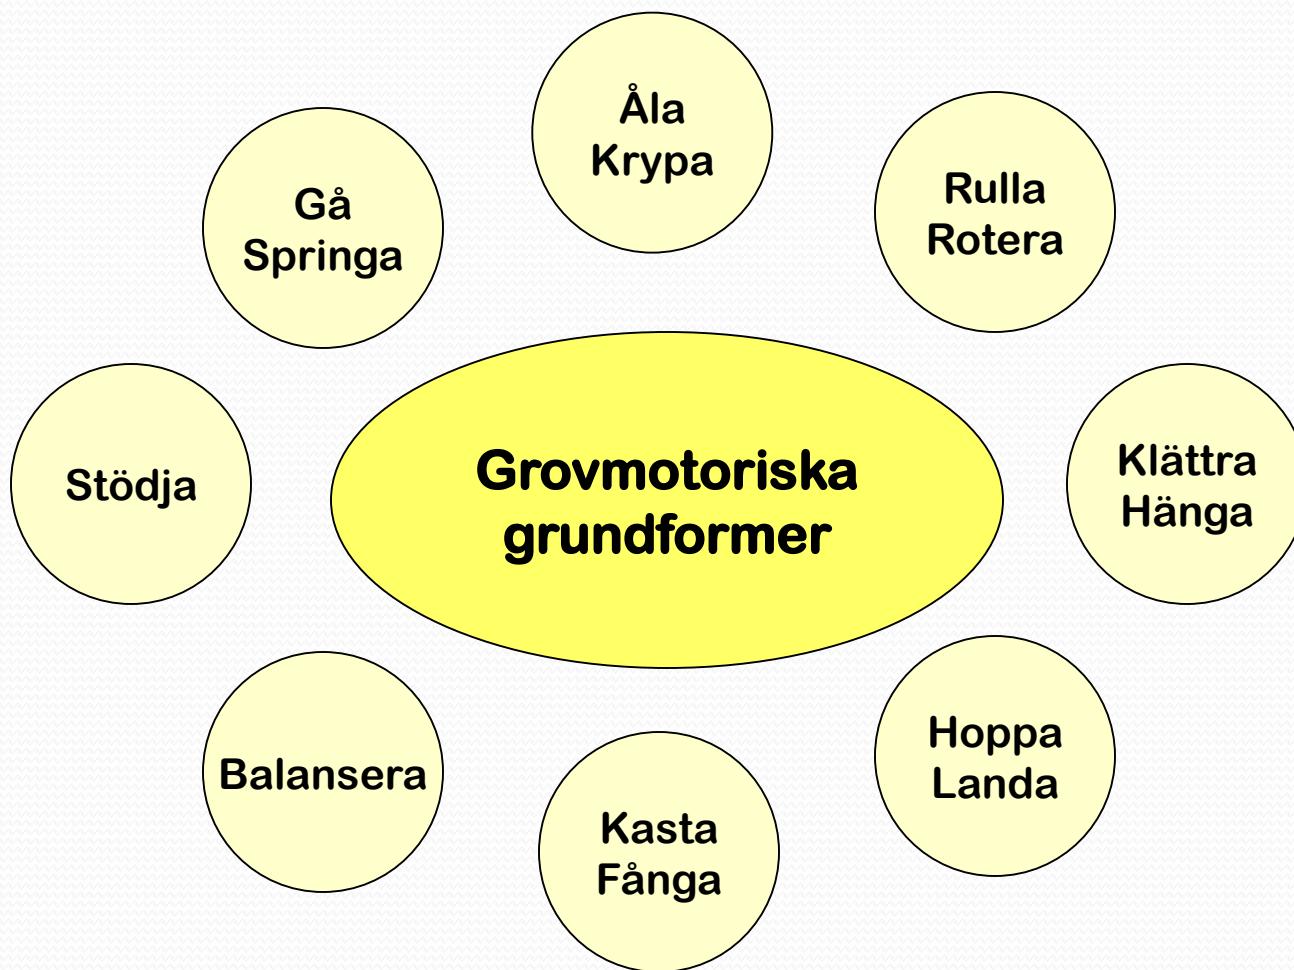 Åla
Krypa
Rulla
Rotera
Gå
Springa
Klättra
Hänga
Stödja
Grovmotoriska
grundformer
Hoppa
Landa
Balansera
Kasta
Fånga